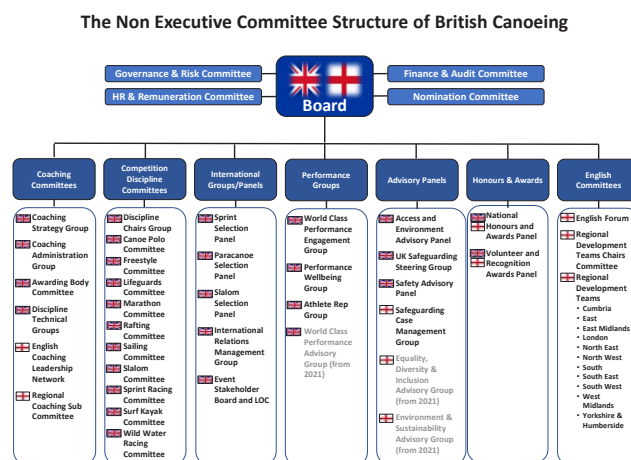 The Non Executive Committee Structure of British Canoeing
Governance & Risk Committee
HR & Remuneration Committee
Board
Finance & Audit Committee
Nomination Committee
Coaching
Committees
Coaching
Strategy Group
Coaching
Administration
Group
Awarding Body
Committee
Discipline
Technical
Groups
English
Coaching
Leadership
Network
Regional
Coaching Sub
Committee
Competition
Discipline
Committees
Discipline
Chairs Group
Canoe Polo
Committee
Freestyle
Committee
Lifeguards
Committee
Marathon
Committee
Rafting
Committee
Sailing
Committee
Slalom
Committee
Sprint Racing
Committee
Surf Kayak
Committee
Wild Water
Racing
Committee
International
Groups/Panels
Sprint
Selection
Panel
Paracanoe
Selection
Panel
Slalom
Selection
Panel
International
Relations
Management
Group
Event
Stakeholder
Board and LOC
Performance
Groups
World Class
Performance
Engagement
Group
Performance
Wellbeing
Group
Athlete Rep
Group
World Class
Performance
Advisory
Group (from
2021)
Advisory Panels
Access and
Environment
Advisory Panel
UK Safeguarding
Steering Group
Safety Advisory
Panel
Safeguarding
Case
Management
Group
Equality,
Diversity &
Inclusion
Advisory Group
(from 2021)
Environment &
Sustainability
Advisory Group
(from 2021)
Honours & Awards
National
Honours and
Awards Panel
Volunteer and
Recognition
Awards Panel
English
Committees
English Forum
Regional
Development
Teams Chairs
Committee
Regional
Development
Teams
• Cumbria
• East
• East Midlands
• London
• North East
• North West
• South
• South East
• South West
• West
Midlands
• Yorkshire &
Humberside